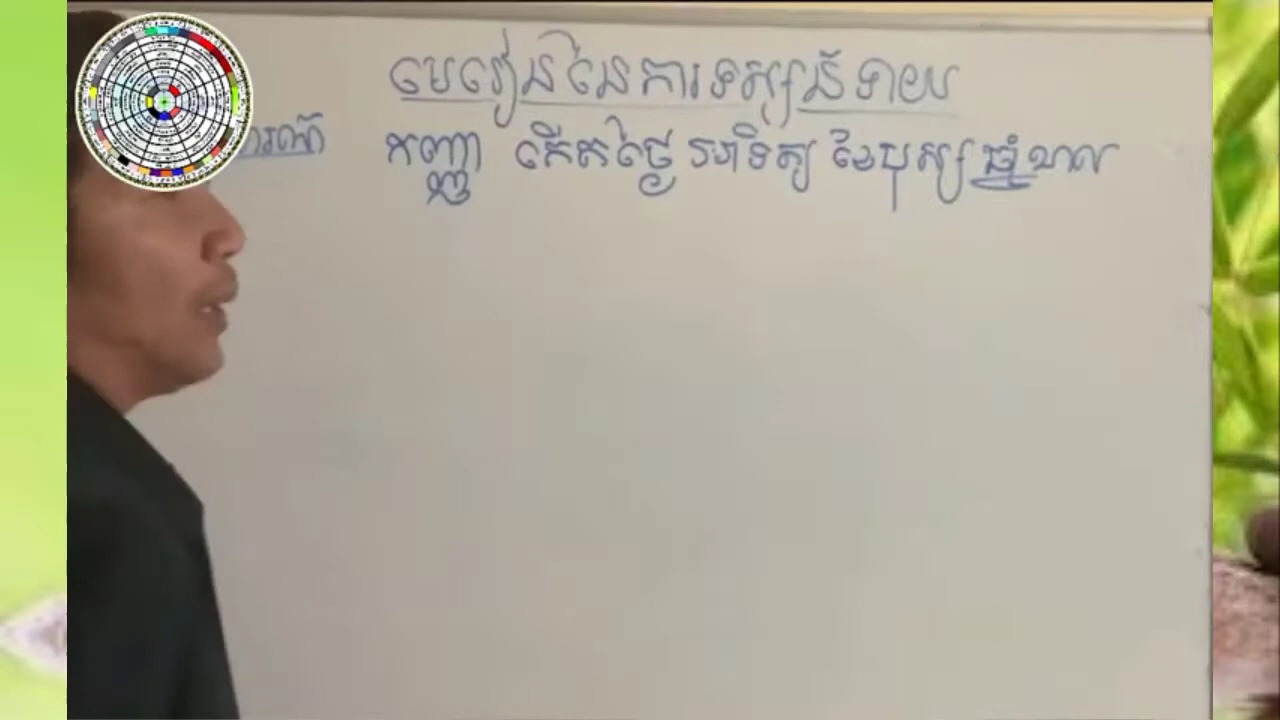 មេរៀននៃការទស្សន៍ទាយ
កញ្ញា កើតថ្ងៃ អាទិត្យ ខែបុស្ស ឆ្នាំខាល